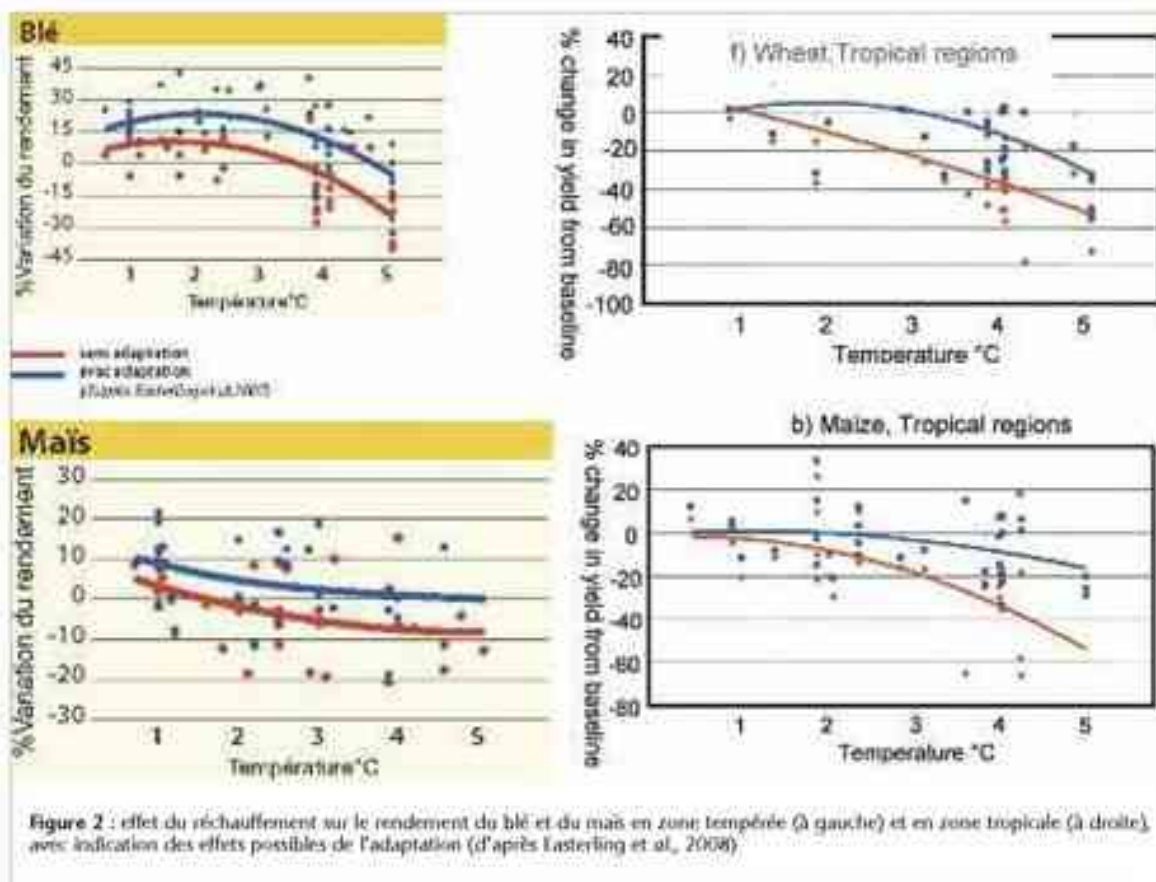 Blé
% Variation du rendement
45
30
15
0
-15
-30
-45
1 2 3 4 5
Température°C
sans adaptation
avec adaptation
f) Wheat, Tropical regions
% change in yield from baseline
40
20
0
-20
-40
-60
-80
-100
1 2 3 4 5
Temperature °C
Maïs
% Variation du rendement
30
20
10
0
-10
-20
-30
1 2 3 4 5
Température°C
b) Maize, Tropical regions
% change in yield from baseline
40
20
0
-20
-40
-60
-80
1 2 3 4 5
Temperature °C
Figure 2 : effet du réchauffement sur le rendement du blé et du maïs en zone tempérée (à gauche) et en zone tropicale (à droite),
avec indication des effets possibles de l'adaptation (d'après Easterling et al., 2008)